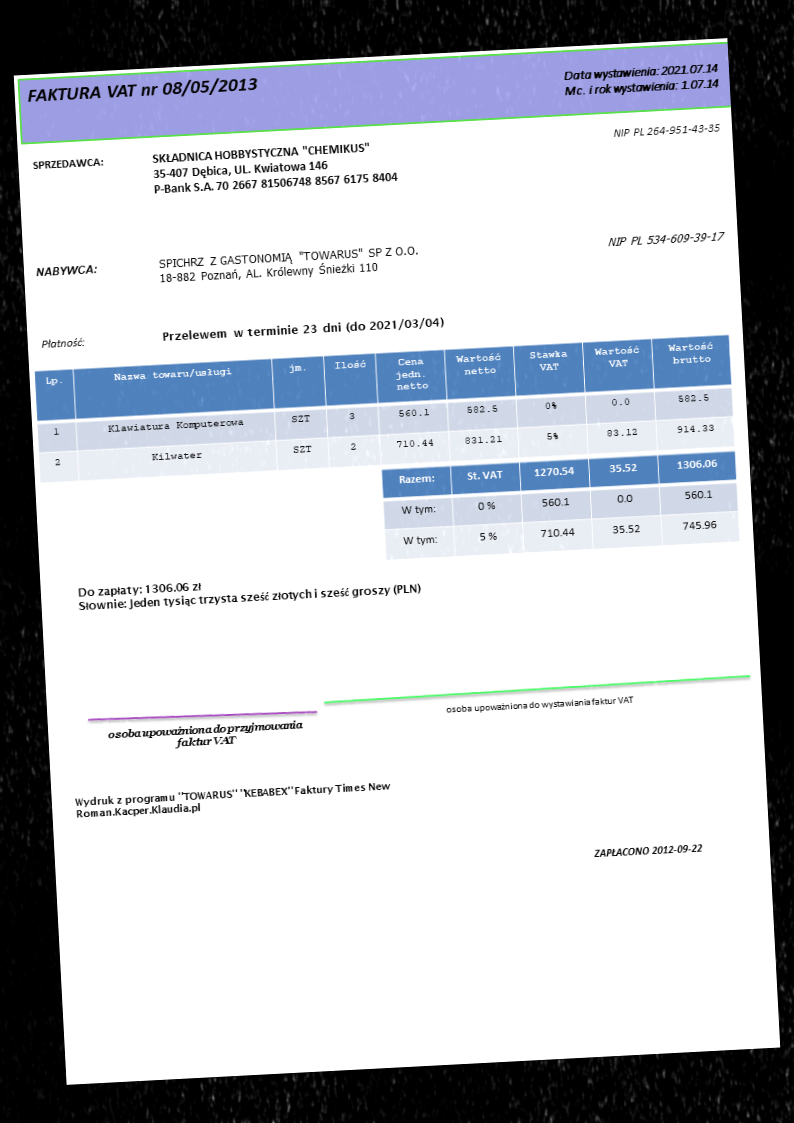 FAKTURA VAT nr 08/05/2013
Data wystawienia: 2021.07.14
Mc. i rok wystawienia: 1.07.14
NIP PL 264-951-43-35
SPRZEDAWCA:
SKŁADNICA HOBBYSTYCZNA "CHEMIKUS"
35-407 Dębica, UL. Kwiatowa 146
P-Bank S.A. 70 2667 81506748 8567 6175 8404
NIP PL 534-609-39-17
NABYWCA:
SPICHRZ Z GASTONOMIĄ "TOWARUS" SP Z O.O.
18-882 Poznań, AL. Królewny Śnieżki 110
Płatność: Przelewem w terminie 23 dni (do 2021/03/04)
Lp. Nazwa towaru/usługi jm. Ilość Cena jedn. netto Wartość netto Stawka VAT Wartość VAT Wartość brutto
1 Klawiatura Komputerowa SZT 3 560.1 582.5 0% 0.0 582.5
2 Kilwater SZT 2 710.44 831.21 5% 83.12 914.33
Razem: St. VAT 1270.54 35.52 1306.06
W tym: 0 % 560.1 0.0 560.1
W tym: 5 % 710.44 35.52 745.96
Do zapłaty: 1306.06 zł
Słownie: Jeden tysiąc trzysta sześć złotych i sześć groszy (PLN)
osoba upoważniona do przyjmowania
faktur VAT
osoba upoważniona do wystawiania faktur VAT
Wydruk z programu "TOWARUS" "KEBABEX" Faktury Times New
Roman.Kacper.Klaudia.pl
ZAPŁACONO 2012-09-22